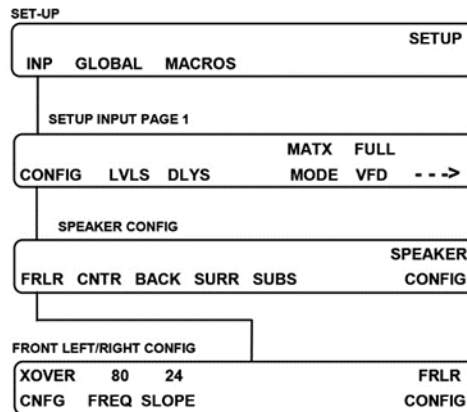 SET-UP
SETUP
INP GLOBAL MACROS
SETUP INPUT PAGE 1
MATX FULL
CONFIG LVLS DLYS MODE VFD - - ->
SPEAKER CONFIG
SPEAKER
FRLR CNTR BACK SURR SUBS CONFIG
FRONT LEFT/RIGHT CONFIG
XOVER 80 24 FRLR
CNFG FREQ SLOPE CONFIG